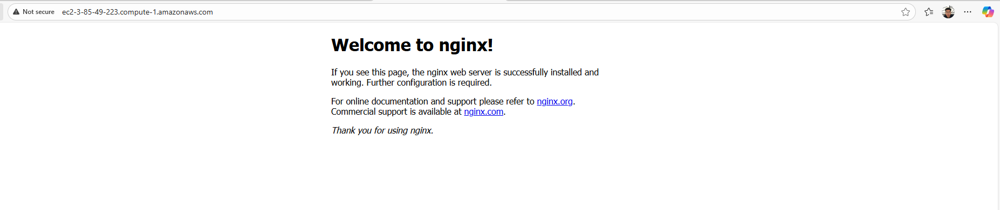 Not secure ec2-3-85-49-223.compute-1.amazonaws.com
Welcome to nginx!
If you see this page, the nginx web server is successfully installed and
working. Further configuration is required.
For online documentation and support please refer to nginx.org.
Commercial support is available at nginx.com.
Thank you for using nginx.